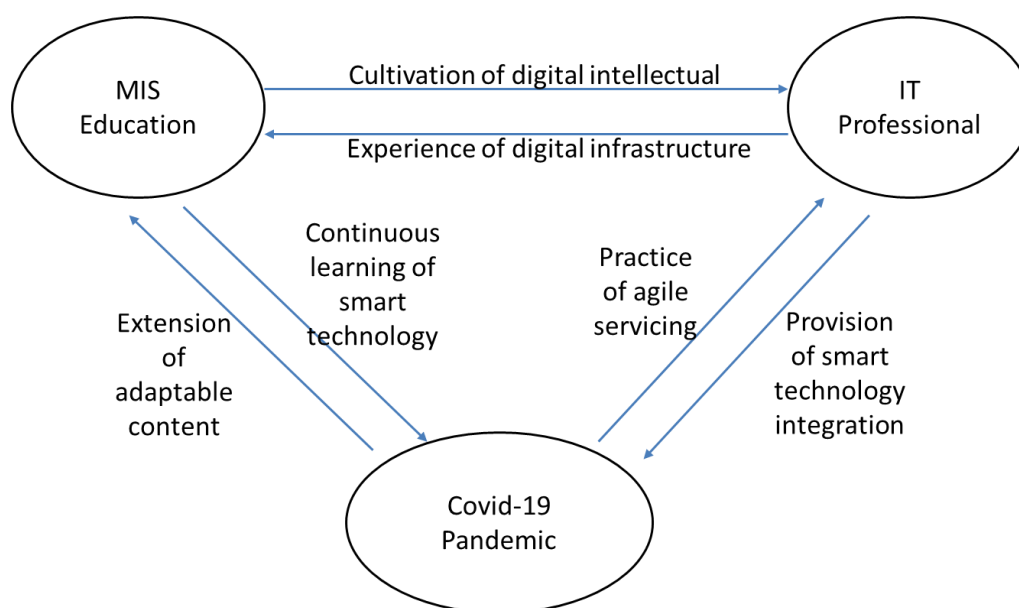 MIS
Education
Cultivation of digital intellectual
IT
Professional
Experience of digital infrastructure
Continuous
learning of
smart
technology
Practice
of agile
servicing
Extension
of
adaptable
content
Provision
of smart
technology
integration
Covid-19
Pandemic